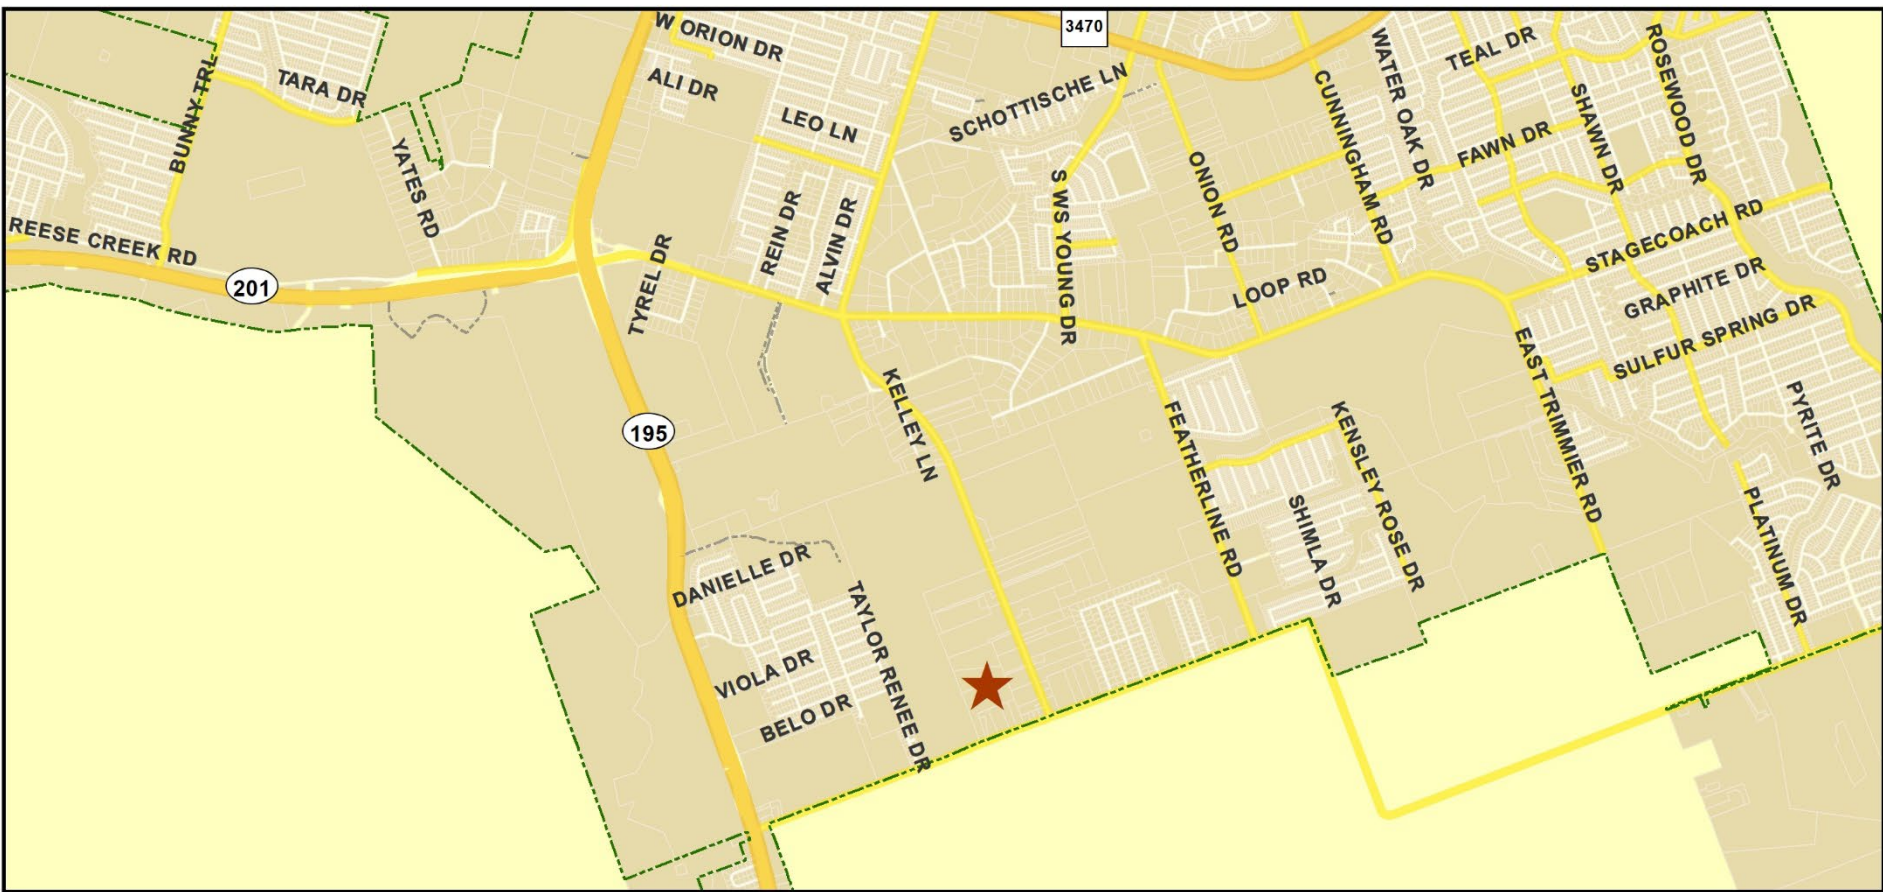 3470
W ORION DR
ALI DR
TARA DR
BUNNY TRL
YATES RD
LEO LN
SCHOTTISCHE LN
CUNNINGHAM RD
WATER OAK DR
TEAL DR
ROSEWOOD DR
SHAWN DR
FAWN DR
ONION RD
S WS YOUNG DR
REIN DR
ALVIN DR
TYREL DR
REESE CREEK RD
201
LOOP RD
STAGECOACH RD
GRAPHITE DR
SULFUR SPRING DR
EAST TRIMMIER RD
KELLEY LN
195
FEATHERLINE RD
KENSLEY ROSE DR
PYRITE DR
SHIMLA DR
PLATINUM DR
DANIELLE DR
TAYLOR RENEE DR
VIOLA DR
BELO DR